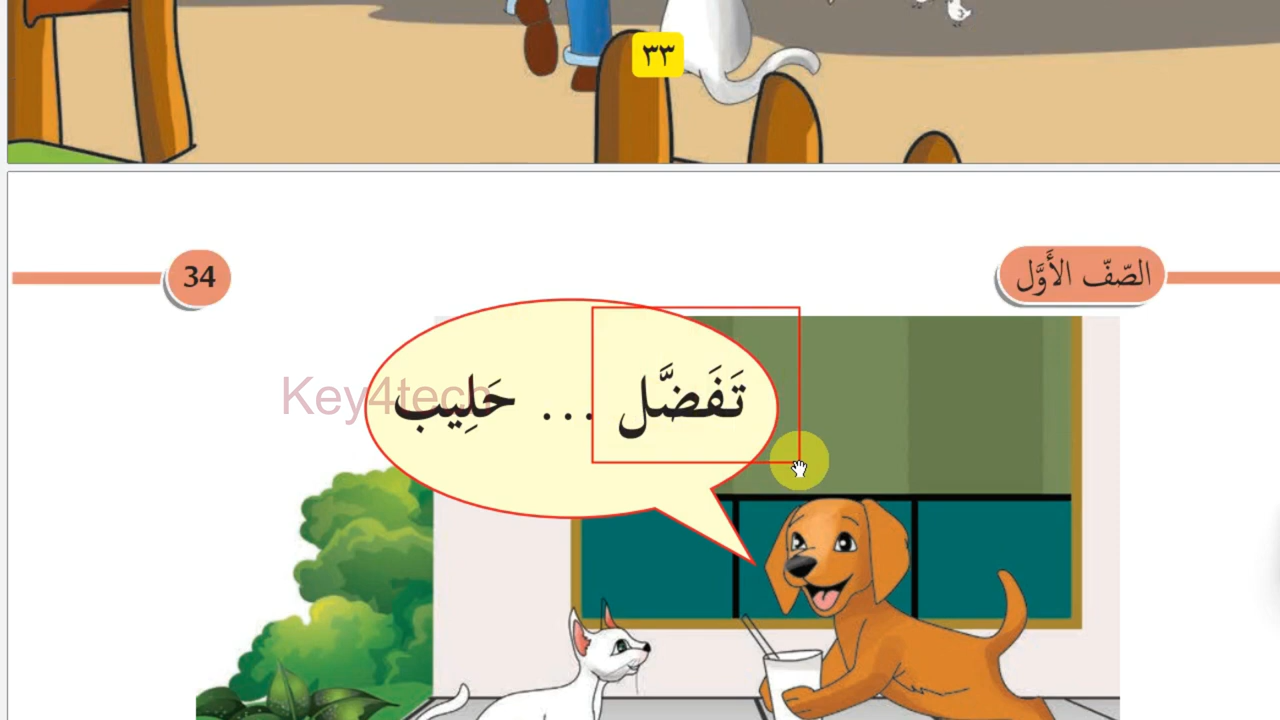 ٣٣
الصّفّ الأَوَّل
34
تَفَضَّل ... حَلِيب
Key4tech